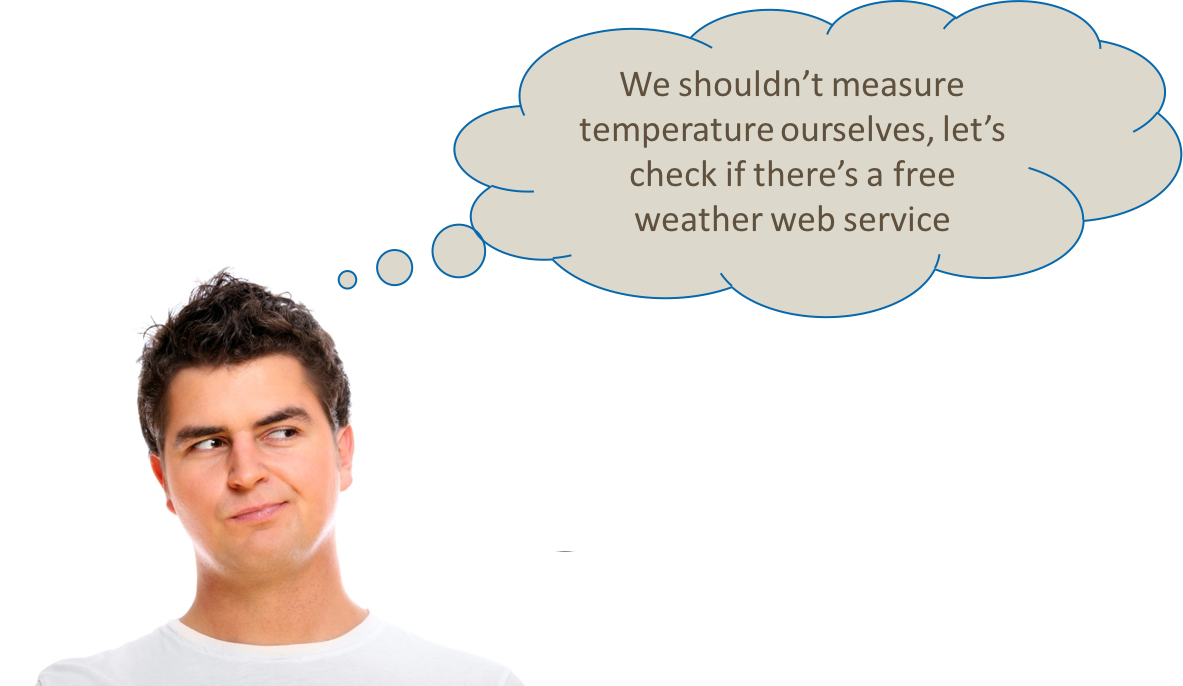 We shouldn’t measure
temperature ourselves, let’s
check if there’s a free
weather web service